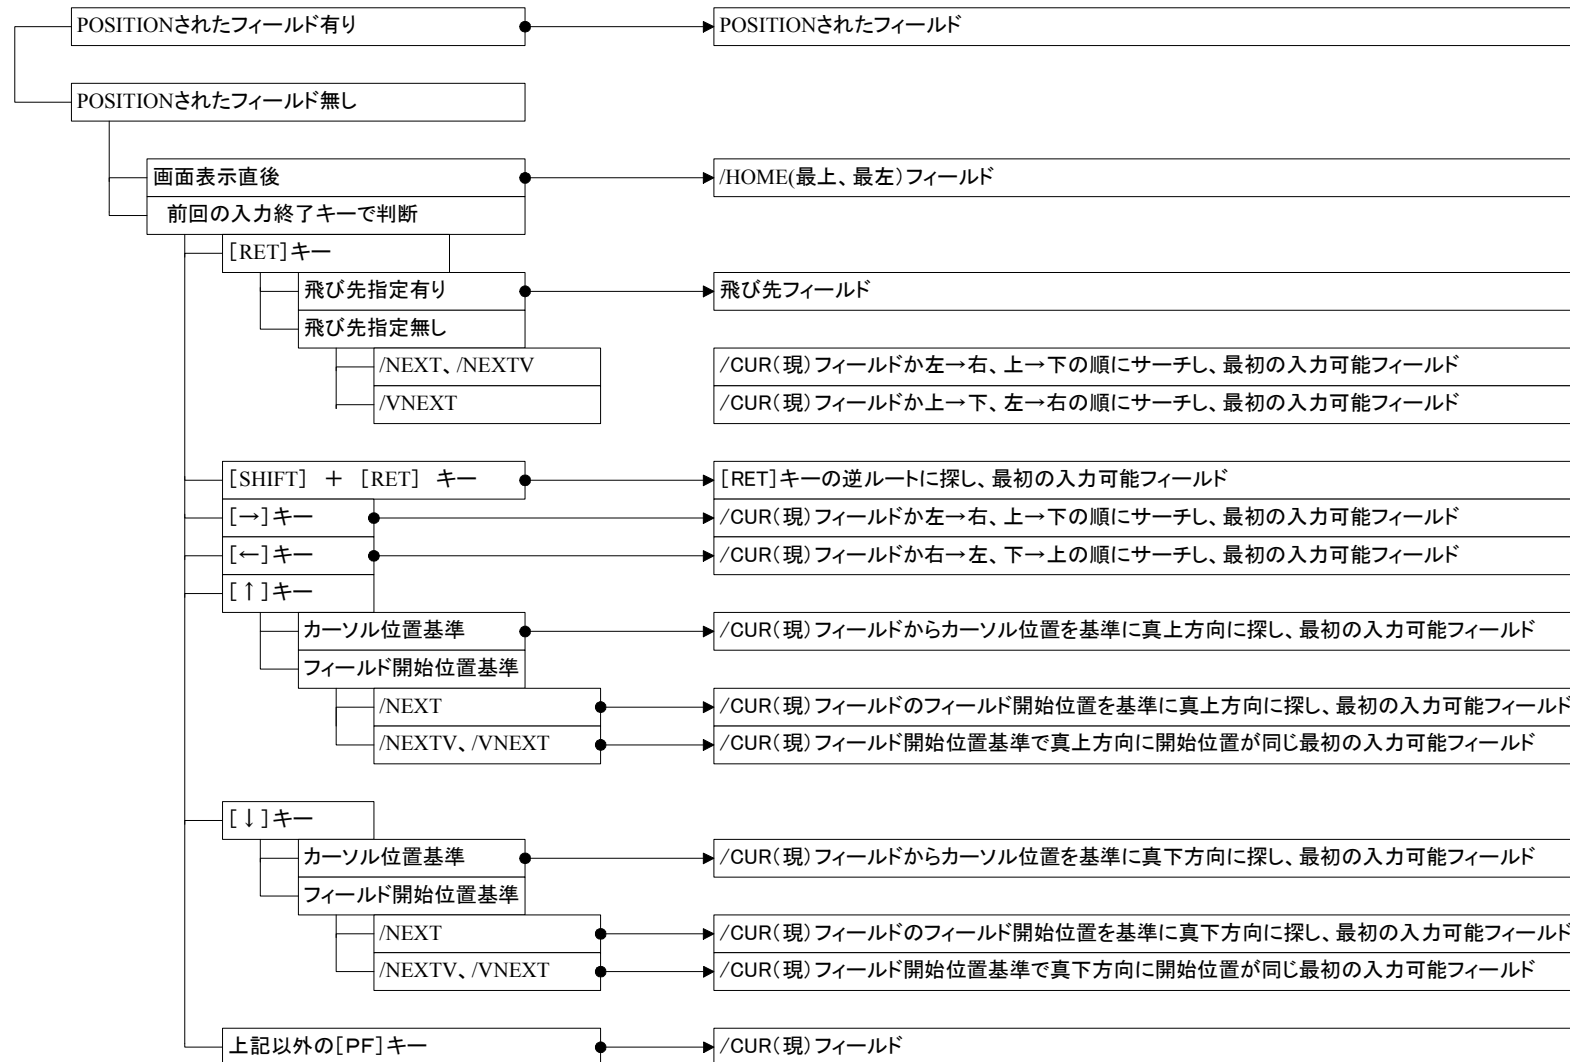 POSITIONされたフィールド有り
POSITIONされたフィールド
POSITIONされたフィールド無し
画面表示直後
/HOME(最上、最左)フィールド
前回の入力終了キーで判断
[RET]キー
飛び先指定有り
飛び先フィールド
飛び先指定無し
/NEXT、/NEXTV
/CUR(現)フィールドか左→右、上→下の順にサーチし、最初の入力可能フィールド
/VNEXT
/CUR(現)フィールドか上→下、左→右の順にサーチし、最初の入力可能フィールド
[SHIFT] + [RET] キー
[RET]キーの逆ルートに探し、最初の入力可能フィールド
[→]キー
/CUR(現)フィールドか左→右、上→下の順にサーチし、最初の入力可能フィールド
[←]キー
/CUR(現)フィールドか右→左、下→上の順にサーチし、最初の入力可能フィールド
[↑]キー
カーソル位置基準
/CUR(現)フィールドからカーソル位置を基準に真上方向に探し、最初の入力可能フィールド
フィールド開始位置基準
/NEXT
/CUR(現)フィールドのフィールド開始位置を基準に真上方向に探し、最初の入力可能フィールド
/NEXTV、/VNEXT
/CUR(現)フィールド開始位置基準で真上方向に開始位置が同じ最初の入力可能フィールド
[↓]キー
カーソル位置基準
/CUR(現)フィールドからカーソル位置を基準に真下方向に探し、最初の入力可能フィールド
フィールド開始位置基準
/NEXT
/CUR(現)フィールドのフィールド開始位置を基準に真下方向に探し、最初の入力可能フィールド
/NEXTV、/VNEXT
/CUR(現)フィールド開始位置基準で真下方向に開始位置が同じ最初の入力可能フィールド
上記以外の[PF]キー
/CUR(現)フィールド